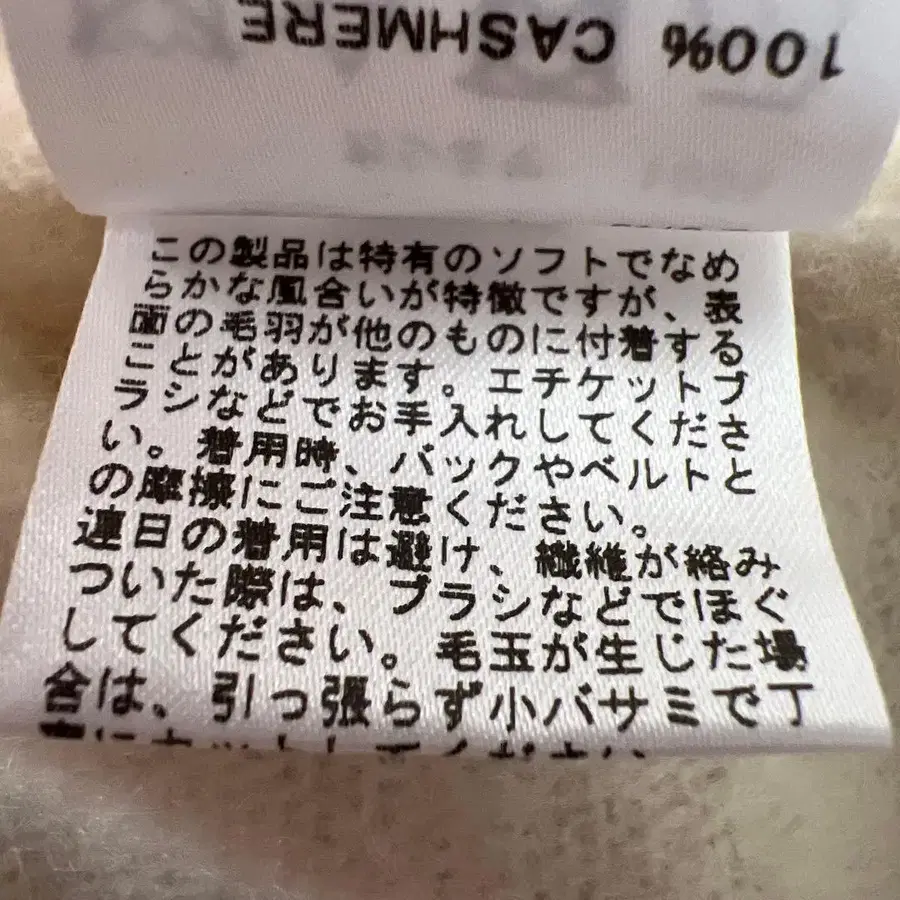 100% CASHMERE
この製品は特有のソフトでなめ
らかな風合いが特徴ですが、表
面の毛羽が他のものに付着する
ことがあります。エチケットブ
ラシなどでお手入れしてくださ
い。着用時、バックやベルトと
の摩擦にご注意ください。
連日の着用は避け、繊維が絡み
ついた際は、ブラシなどでほぐ
してください。毛玉が生じた場
合は、引っ張らず小バサミで丁